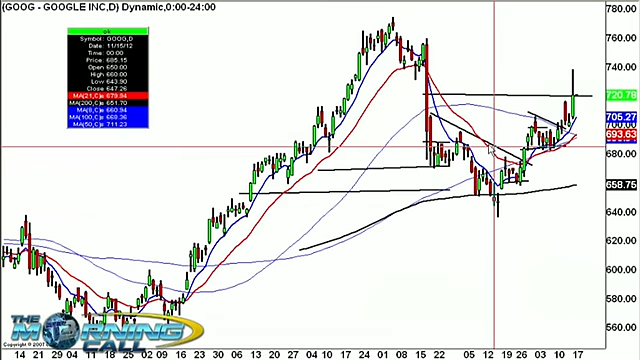 (GOOG - GOOGLE INC,D) Dynamic,0:00-24:00
ok
Symbol: GOOG,D
Date: 11/15/12
Time: 00:00
Price: 685.15
Open 650.00
High 660.00
Low 643.90
Close 647.26
MA(21,C)= 679.94
MA(200,C)= 651.70
MA(8,C)= 660.94
MA(50,C)= 711.23
780.00
760.00
740.00
720.78
705.27
700.00
693.63
680.00
658.76
640.00
620.00
600.00
580.00
560.00
THE MORNING CALL
14 21 29 04 11 18 25 02 09 16 23 30 06 13 20 27 04 10 17 24 01 08 15 22 05 12 19 26 03 10 17